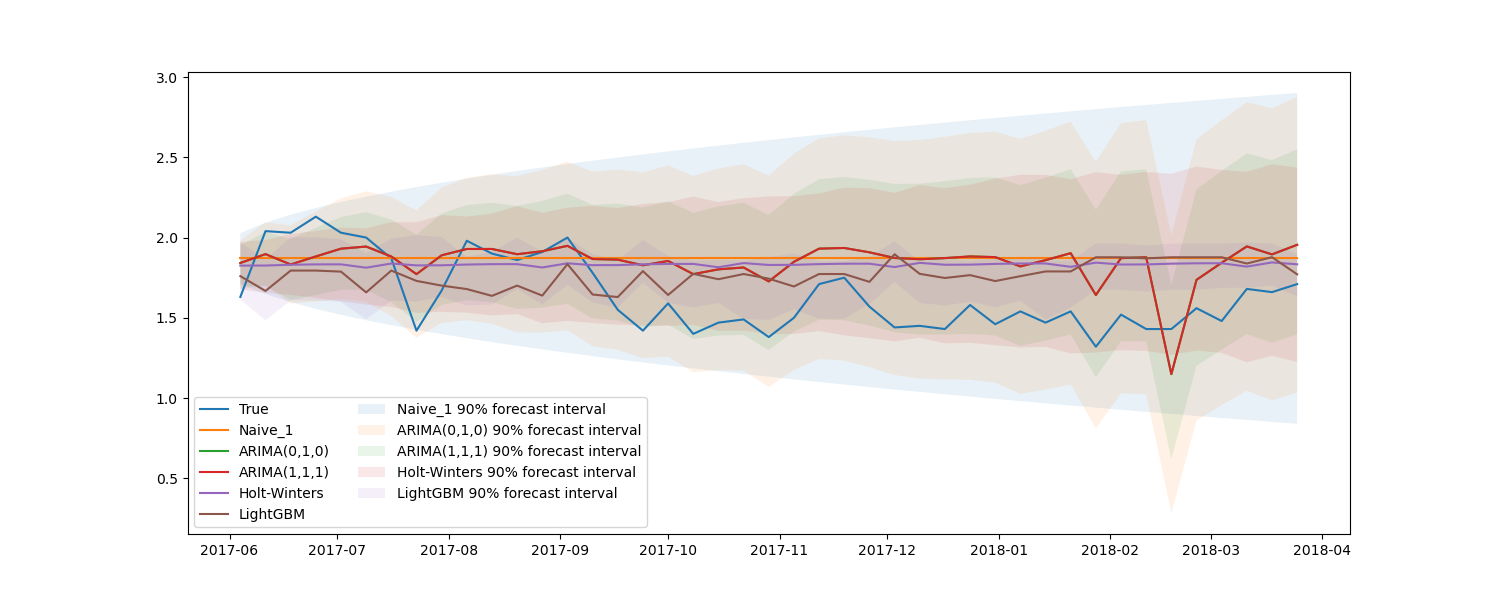 3.0
2.5
2.0
1.5
1.0
0.5
True
Naive_1
ARIMA(0,1,0)
ARIMA(1,1,1)
Holt-Winters
LightGBM
Naive_1 90% forecast interval
ARIMA(0,1,0) 90% forecast interval
ARIMA(1,1,1) 90% forecast interval
Holt-Winters 90% forecast interval
LightGBM 90% forecast interval
2017-06 2017-07 2017-08 2017-09 2017-10 2017-11 2017-12 2018-01 2018-02 2018-03 2018-04